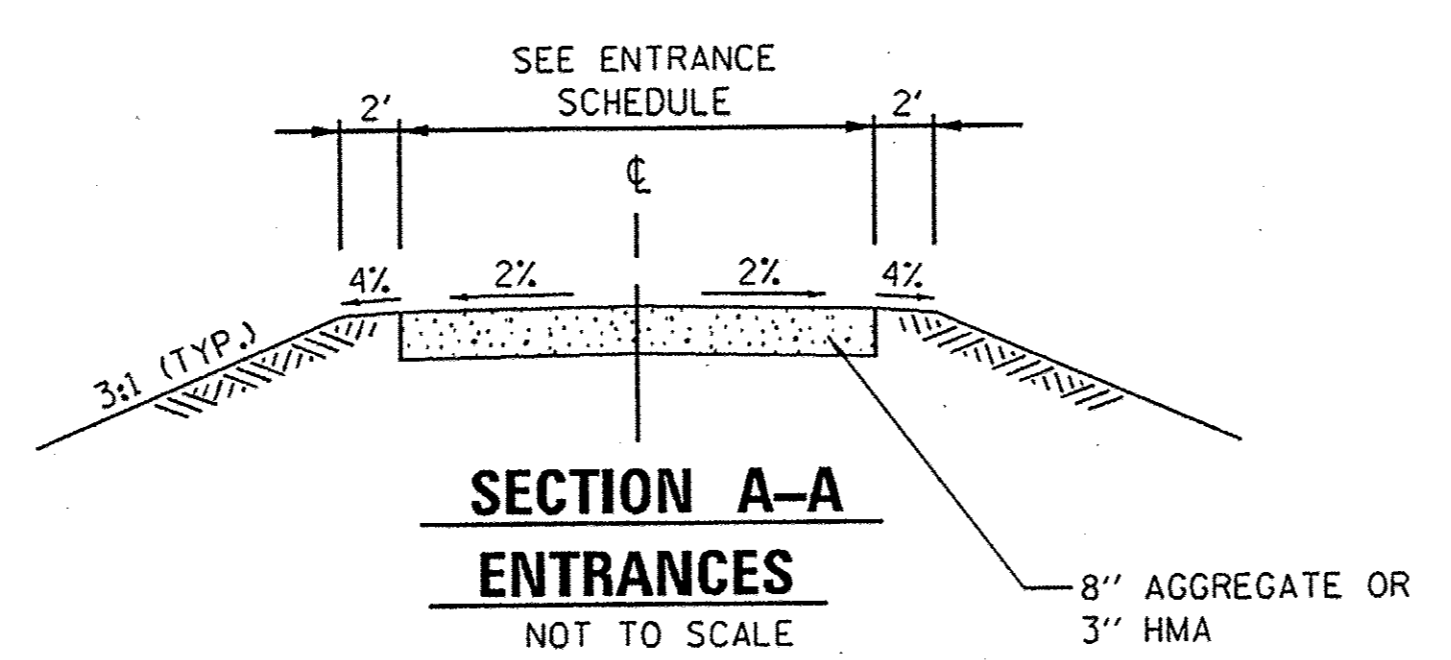 SEE ENTRANCE
SCHEDULE
2'
2'
℄
4%
2%
2%
4%
3:1 (TYP.)
SECTION A–A
ENTRANCES
NOT TO SCALE
8'' AGGREGATE OR
3'' HMA